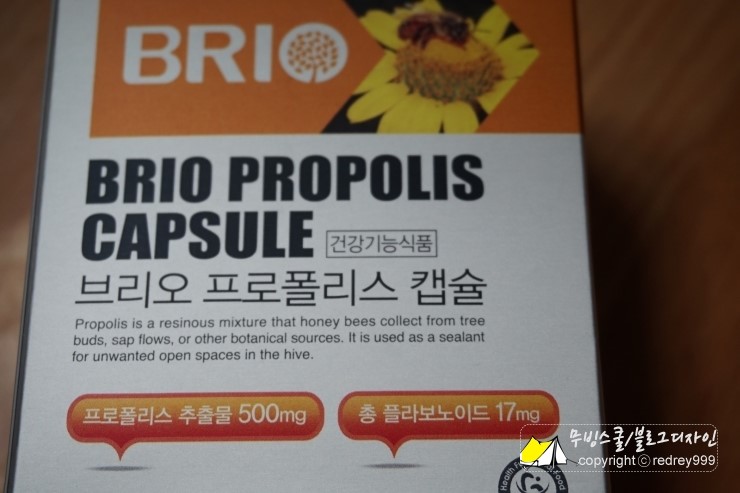 BRIO
BRIO PROPOLIS
CAPSULE 건강기능식품
브리오 프로폴리스 캡슐
Propolis is a resinous mixture that honey bees collect from tree
buds, sap flows, or other botanical sources. It is used as a sealant
for unwanted open spaces in the hive.
프로폴리스 추출물 500mg 총 플라보노이드 17mg
무빙스쿨/블로그디자인
copyright ⓒ redrey999
Health Food